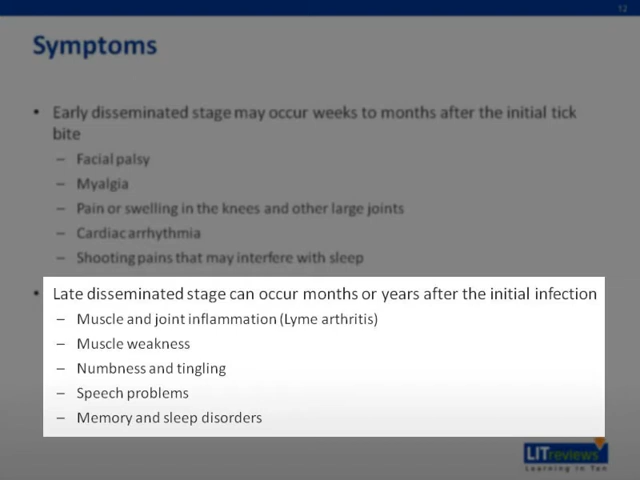 12
Symptoms
• Early disseminated stage may occur weeks to months after the initial tick
bite
– Facial palsy
– Myalgia
– Pain or swelling in the knees and other large joints
– Cardiac arrhythmia
– Shooting pains that may interfere with sleep
• Late disseminated stage can occur months or years after the initial infection
– Muscle and joint inflammation (Lyme arthritis)
– Muscle weakness
– Numbness and tingling
– Speech problems
– Memory and sleep disorders
LITreviews
Learning in Ten